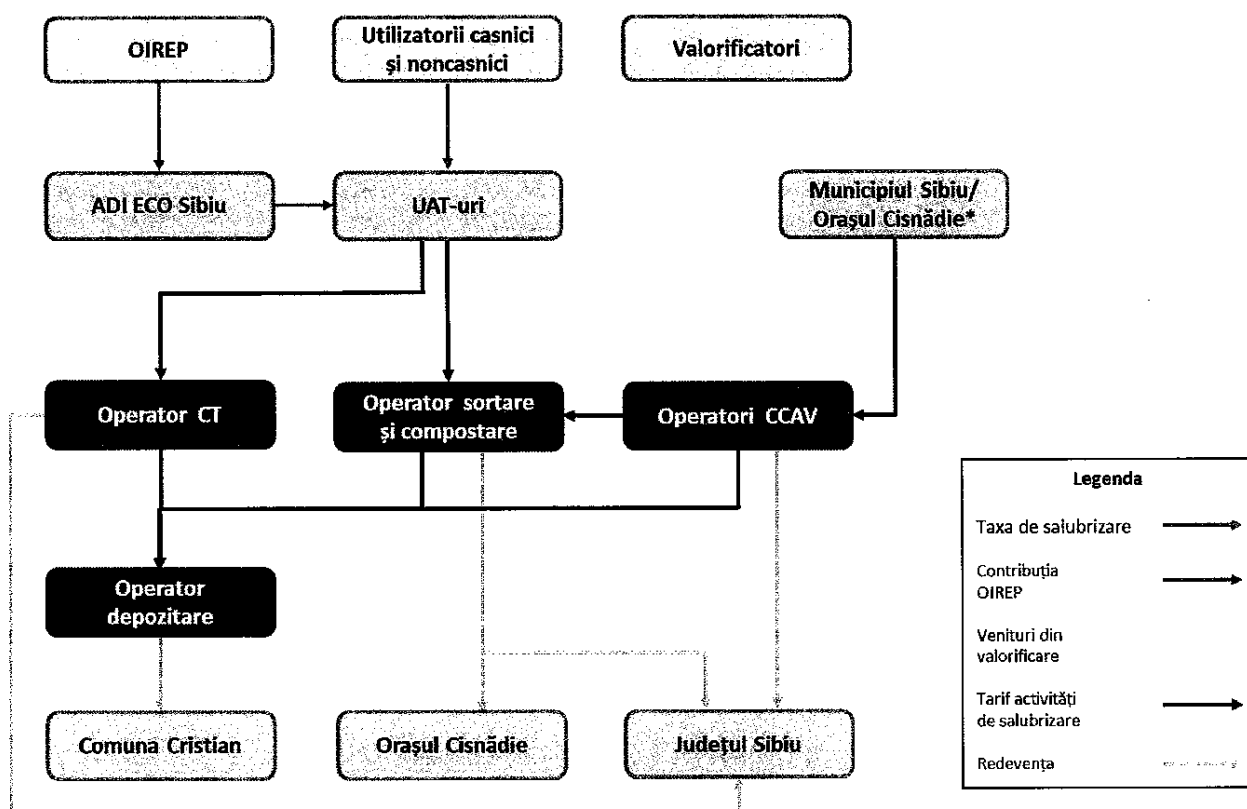 OIREP
Utilizatorii casnici
și noncasnici
Valorificatori
ADI ECO Sibiu
UAT-uri
Municipiul Sibiu/
Orașul Cisnădie*
Operator CT
Operator sortare
și compostare
Operatori CCAV
Operator
depozitare
Comuna Cristian
Orașul Cisnădie
Județul Sibiu
Legenda
Taxa de salubrizare
Contribuția
OIREP
Venituri din
valorificare
Tarif activități
de salubrizare
Redevența